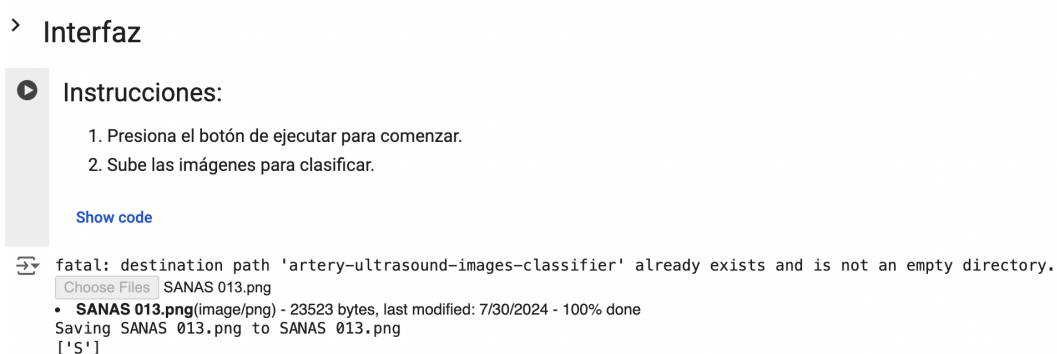 Interfaz
Instrucciones:
1. Presiona el botón de ejecutar para comenzar.
2. Sube las imágenes para clasificar.
Show code
fatal: destination path 'artery-ultrasound-images-classifier' already exists and is not an empty directory.
Choose Files SANAS 013.png
• SANAS 013.png(image/png) - 23523 bytes, last modified: 7/30/2024 - 100% done
Saving SANAS 013.png to SANAS 013.png
['S']